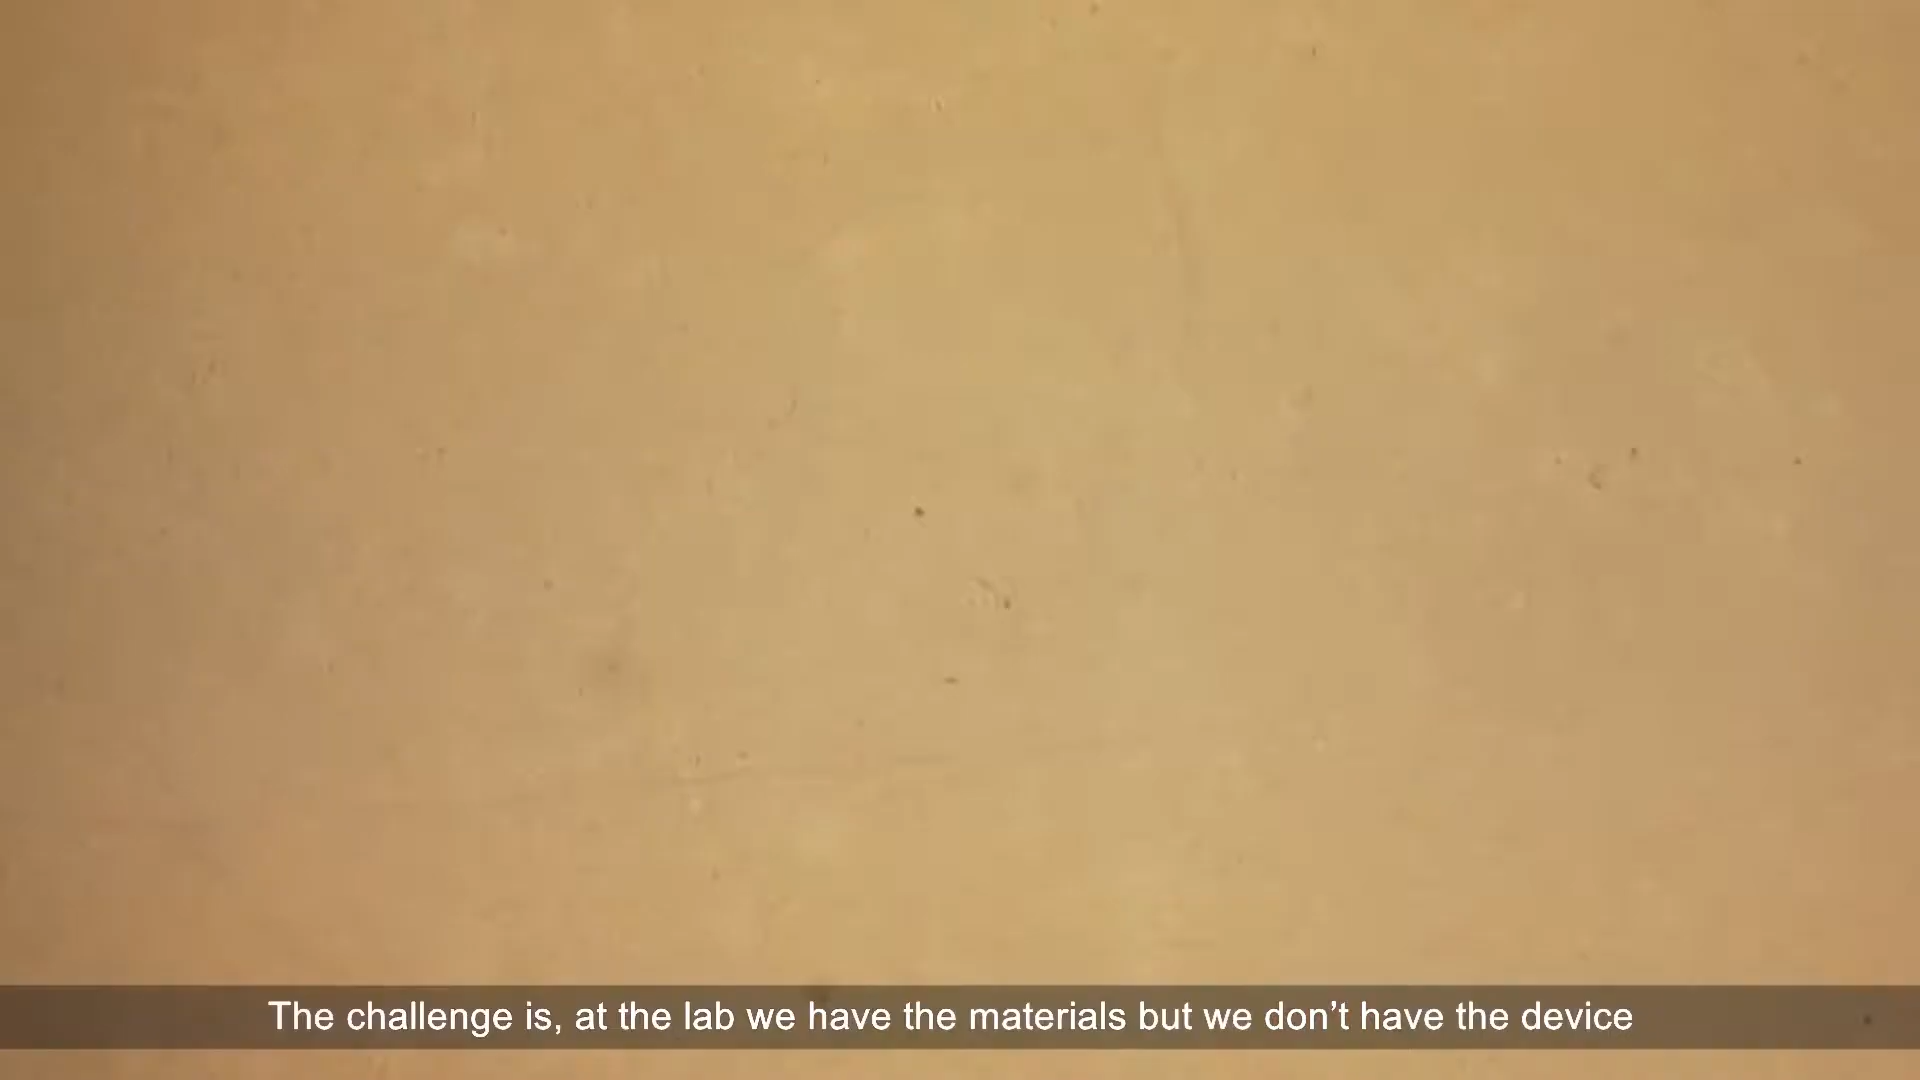 The challenge is, at the lab we have the materials but we don’t have the device